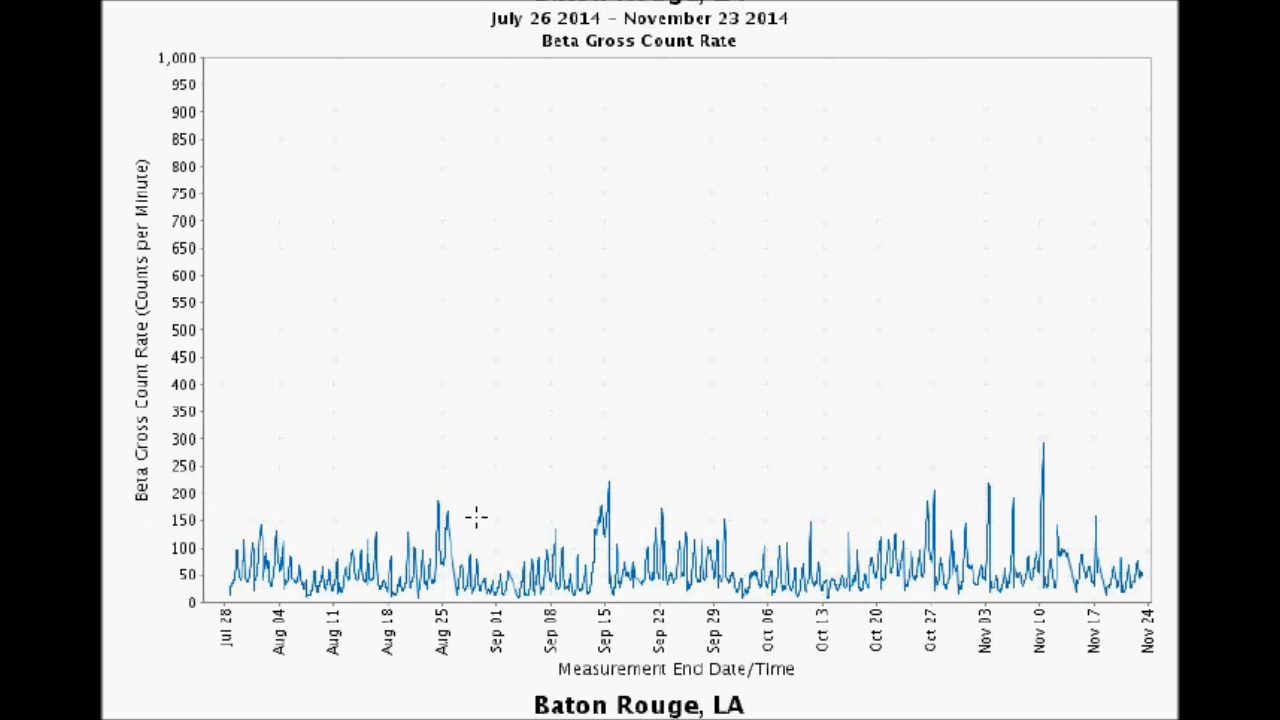 July 26 2014 - November 23 2014
Beta Gross Count Rate
1,000
950
900
850
800
750
700
650
600
550
500
450
400
350
300
250
200
150
100
50
0
Beta Gross Count Rate (Counts per Minute)
Jul 28
Aug 04
Aug 11
Aug 18
Aug 25
Sep 01
Sep 08
Sep 15
Sep 22
Sep 29
Oct 06
Oct 13
Oct 20
Oct 27
Nov 03
Nov 10
Nov 17
Nov 24
Measurement End Date/Time
Baton Rouge, LA